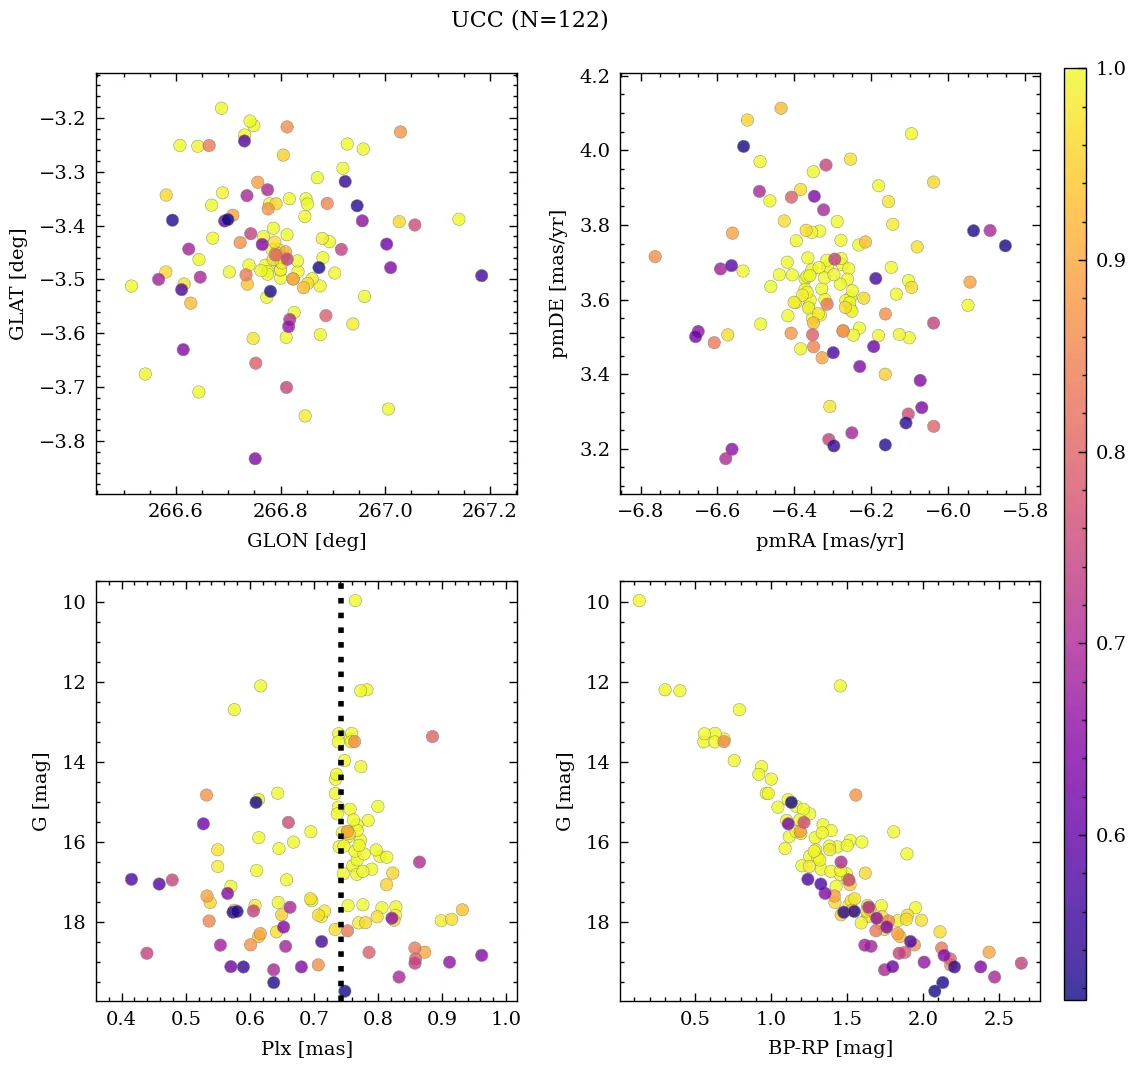 UCC (N=122)
−3.2
−3.3
−3.4
−3.5
−3.6
−3.7
−3.8
GLAT [deg]
266.6 266.8 267.0 267.2
GLON [deg]
4.2
4.0
3.8
3.6
3.4
3.2
pmDE [mas/yr]
−6.8 −6.6 −6.4 −6.2 −6.0 −5.8
pmRA [mas/yr]
1.0
0.9
0.8
0.7
0.6
10
12
14
16
18
G [mag]
0.4 0.5 0.6 0.7 0.8 0.9 1.0
Plx [mas]
10
12
14
16
18
G [mag]
0.5 1.0 1.5 2.0 2.5
BP-RP [mag]